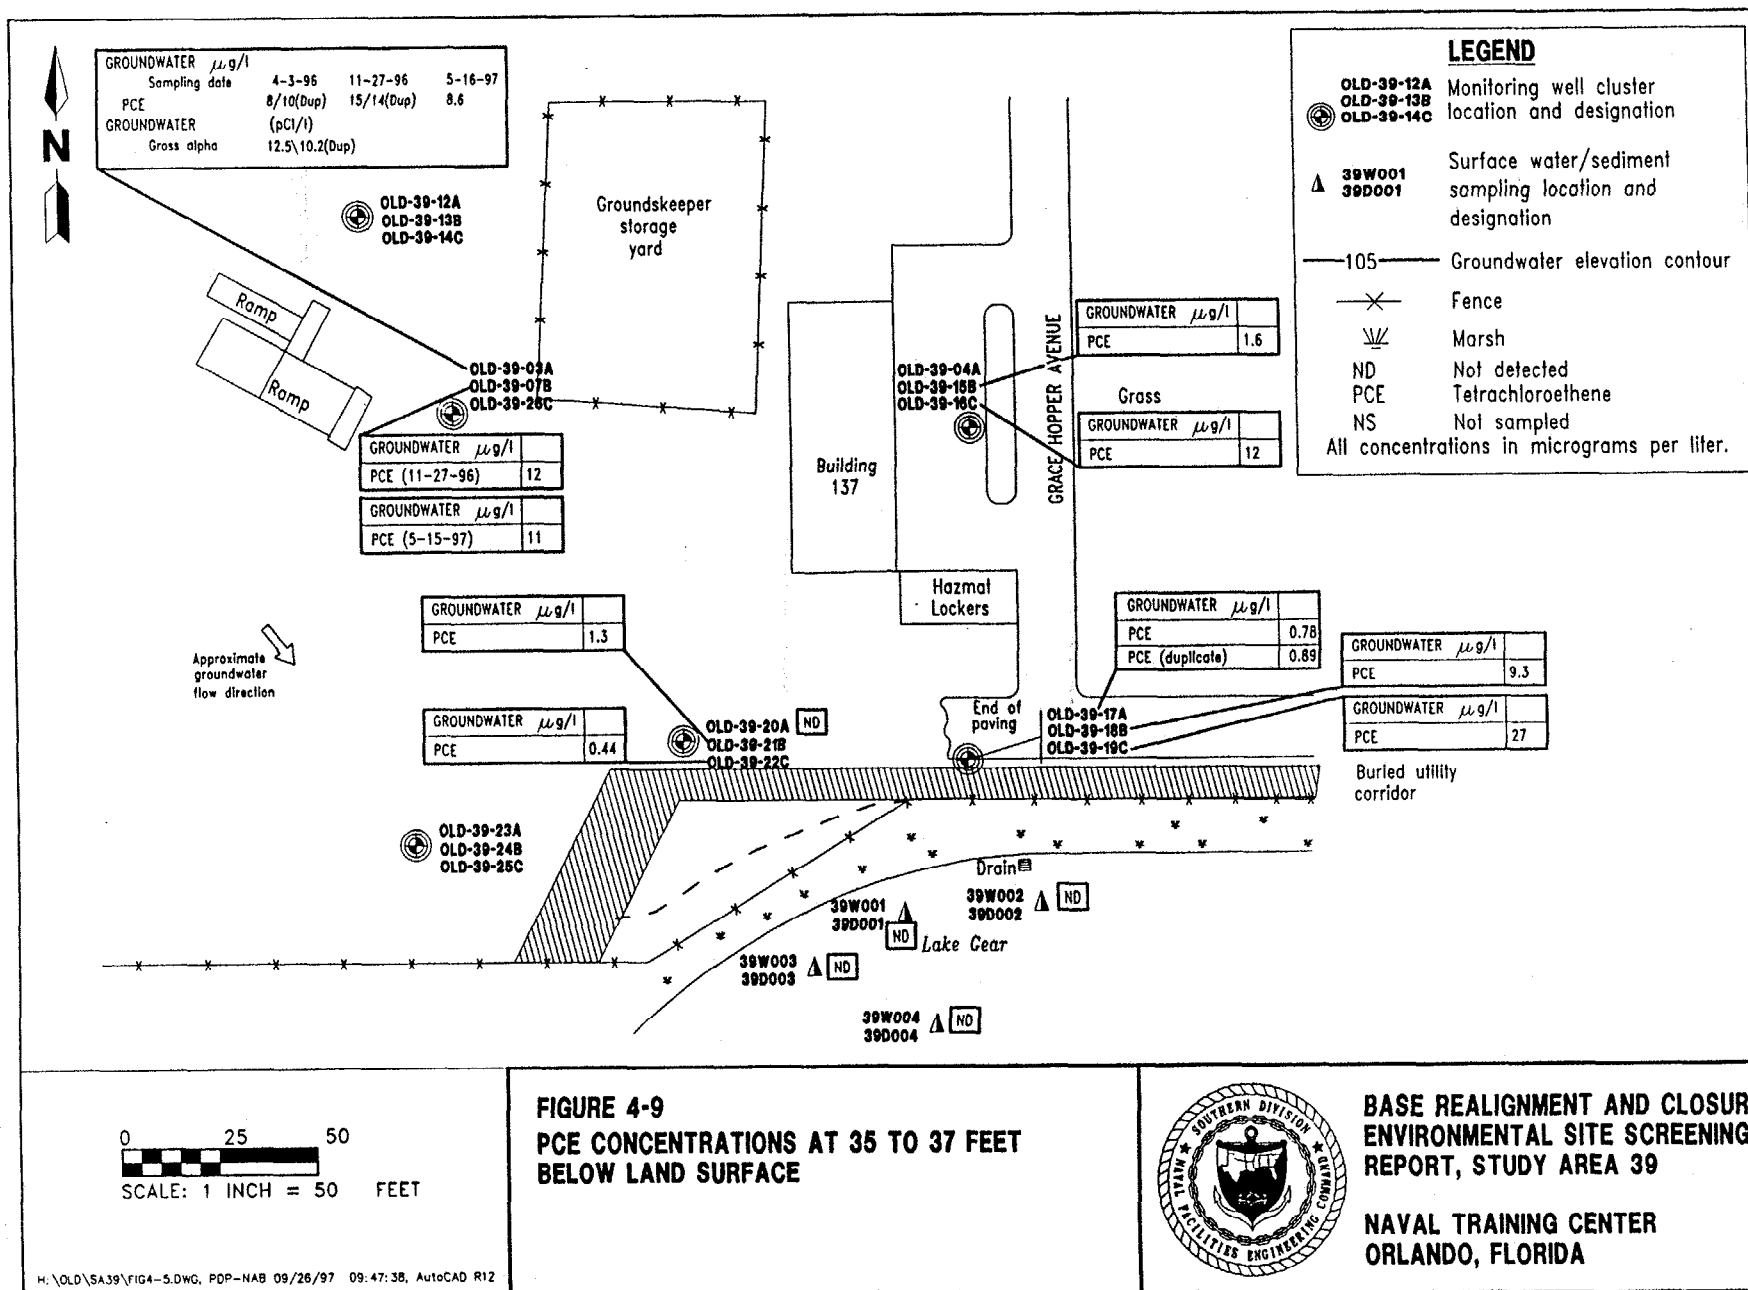 GROUNDWATER μg/l
Sampling date 4-3-96 11-27-96 5-16-97
PCE 8/10(Dup) 15/14(Dup) 8.6
GROUNDWATER (pCi/l)
Gross alpha 12.5\10.2(Dup)
N
OLD-39-12A
OLD-39-13B
OLD-39-14C
Groundskeeper
storage
yard
Ramp
Ramp
OLD-39-03A
OLD-39-07B
OLD-39-26C
GROUNDWATER μg/l
PCE (11-27-96) 12
GROUNDWATER μg/l
PCE (5-15-97) 11
Building
137
Hazmat
Lockers
OLD-39-04A
OLD-39-15B
OLD-39-16C
GRACE HOPPER AVENUE
GROUNDWATER μg/l
PCE 1.6
Grass
GROUNDWATER μg/l
PCE 12
LEGEND
OLD-39-12A
OLD-39-13B
OLD-39-14C
Monitoring well cluster
location and designation
39W001
39D001
Surface water/sediment
sampling location and
designation
105 Groundwater elevation contour
Fence
Marsh
ND Not detected
PCE Tetrachloroethene
NS Not sampled
All concentrations in micrograms per liter.
Approximate
groundwater
flow direction
GROUNDWATER μg/l
PCE 1.3
GROUNDWATER μg/l
PCE 0.44
OLD-39-20A ND
OLD-39-21B
OLD-39-22C
GROUNDWATER μg/l
PCE 0.78
PCE (duplicate) 0.89
GROUNDWATER μg/l
PCE 9.3
GROUNDWATER μg/l
PCE 27
End of
paving
OLD-39-17A
OLD-39-18B
OLD-39-19C
Buried utility
corridor
OLD-39-23A
OLD-39-24B
OLD-39-25C
Drain
39W002
39D002
ND
39W001
39D001
ND
Lake Gear
39W003
39D003
ND
39W004
39D004
ND
0 25 50
SCALE: 1 INCH = 50 FEET
H:\OLD\SA39\FIG4-5.DWG, PDP-NAB 09/26/97 09:47:38, AutoCAD R12
FIGURE 4-9
PCE CONCENTRATIONS AT 35 TO 37 FEET
BELOW LAND SURFACE
SOUTHERN DIVISION
NAVAL FACILITIES ENGINEERING COMMAND
BASE REALIGNMENT AND CLOSUR
ENVIRONMENTAL SITE SCREENING
REPORT, STUDY AREA 39
NAVAL TRAINING CENTER
ORLANDO, FLORIDA